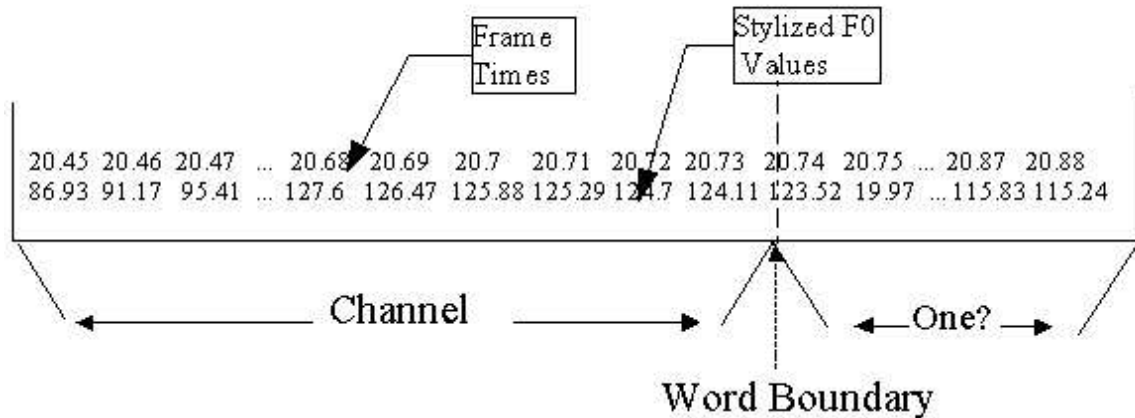 Frame
Times
Stylized F0
Values
20.45 20.46 20.47 ... 20.68 20.69 20.7 20.71 20.72 20.73 20.74 20.75 ... 20.87 20.88
86.93 91.17 95.41 ... 127.6 126.47 125.88 125.29 124.7 124.11 123.52 19.97 ... 115.83 115.24
Channel
One?
Word Boundary